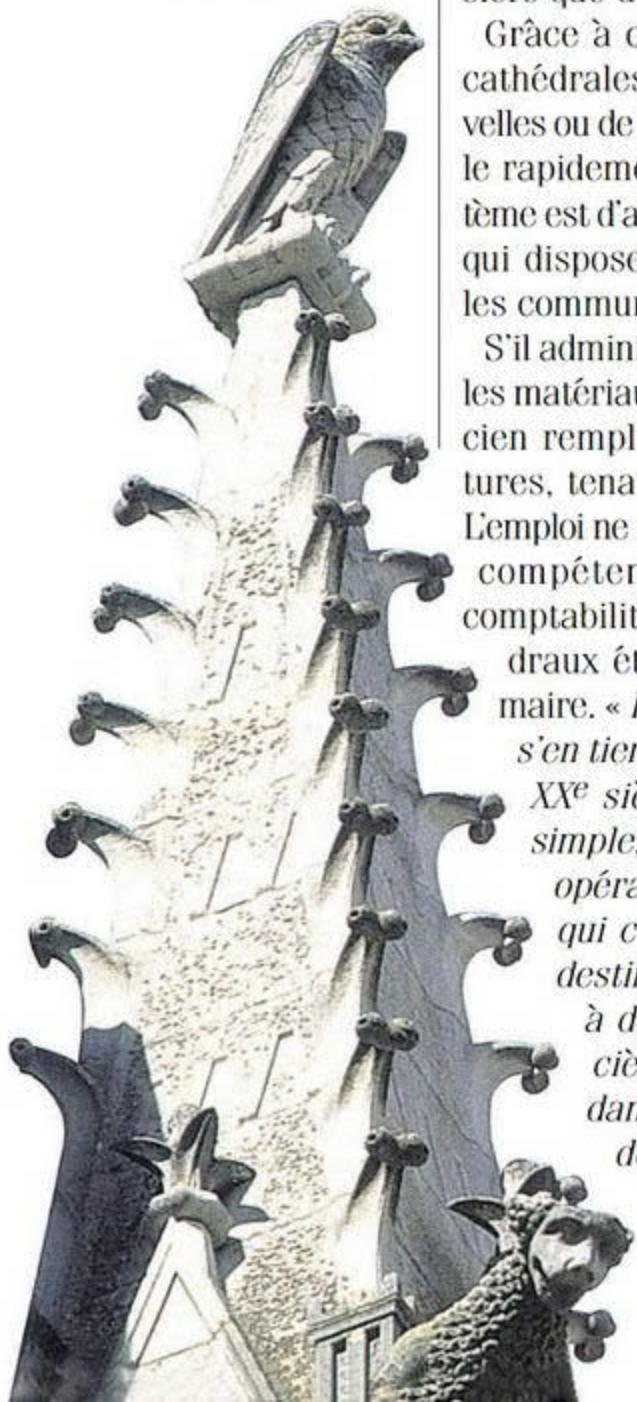 Grâce à c
cathédrales
velles ou de
le rapideme
tème est d'a
qui dispose
les commun
S'il admini
les matériau
cien rempl
tures, tena
L'emploi ne
compéten
comptabilit
draux ét
maire. «
s'en tien
XXe siè
simple
opéra
qui c
desti
à d
ciè
dan
d